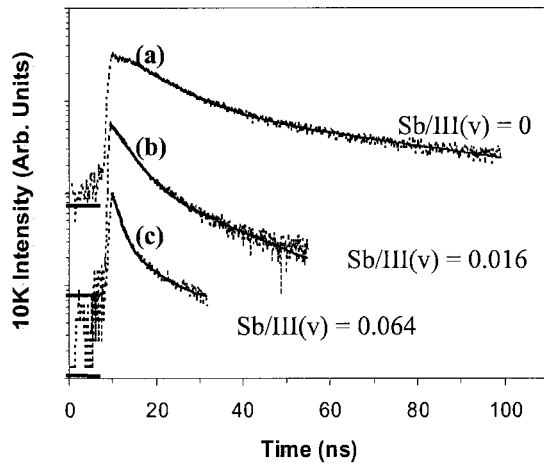 10K Intensity (Arb. Units)
(a)
Sb/III(v) = 0
(b)
Sb/III(v) = 0.016
(c)
Sb/III(v) = 0.064
0 20 40 60 80 100
Time (ns)